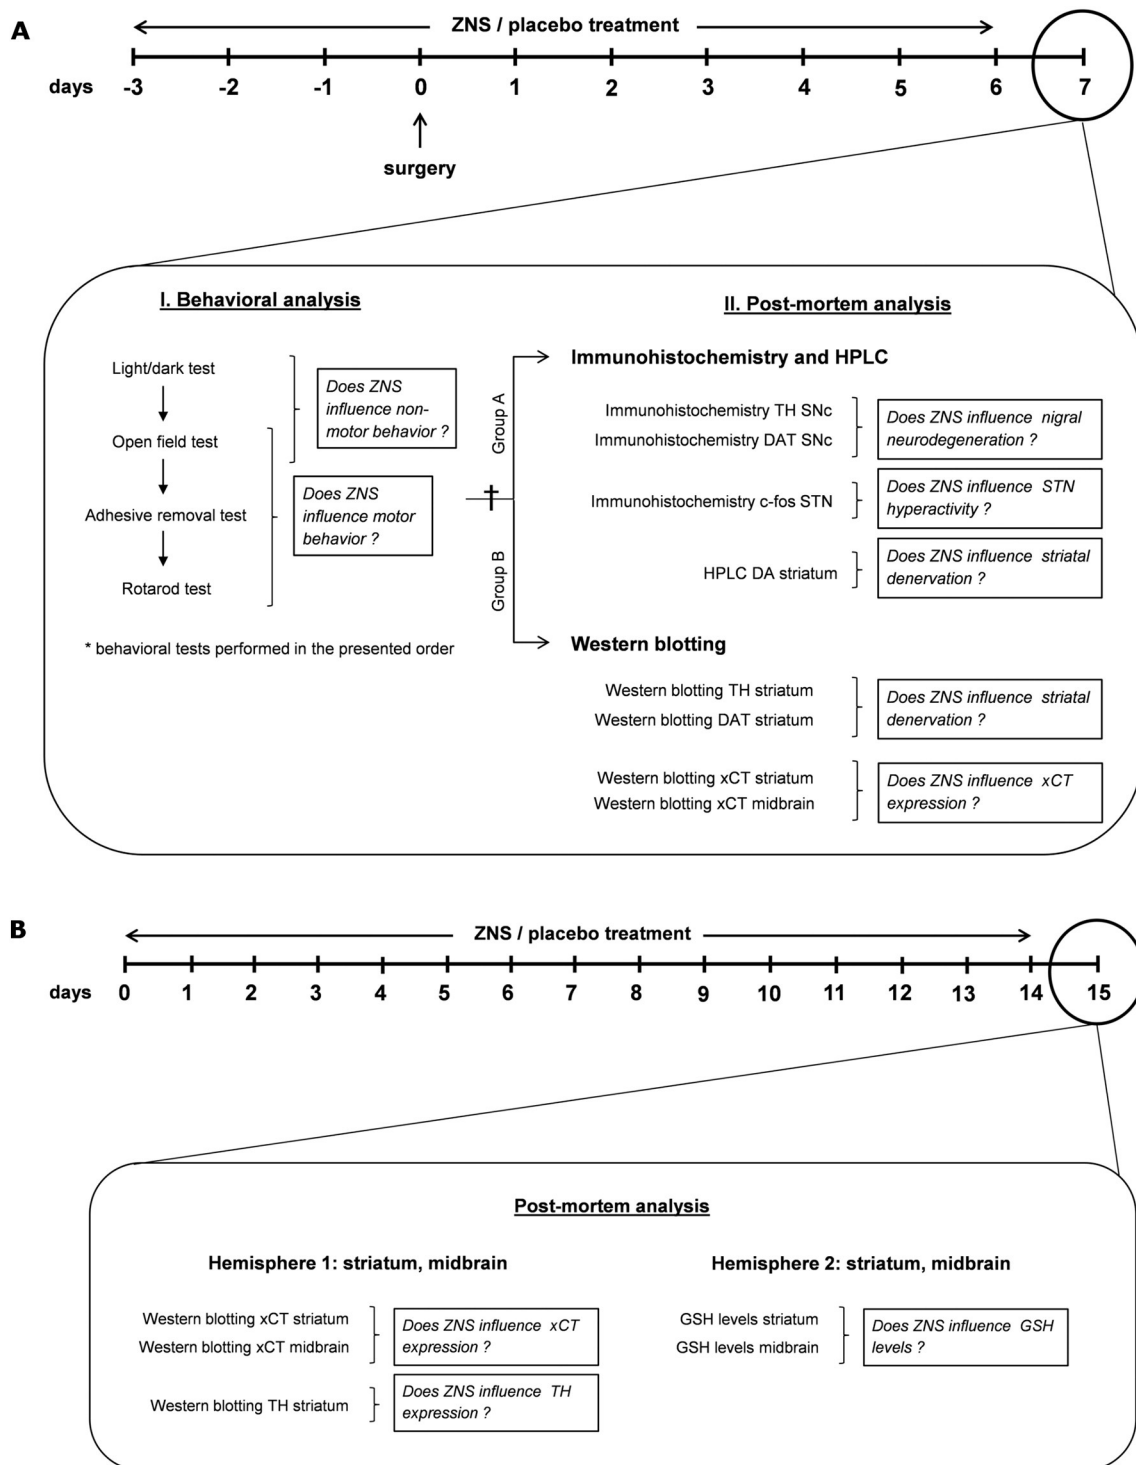 A
ZNS / placebo treatment
days -3 -2 -1 0 1 2 3 4 5 6 7
surgery
I. Behavioral analysis
Light/dark test
Open field test
Adhesive removal test
Rotarod test
Does ZNS
influence non-
motor behavior ?
Does ZNS
influence motor
behavior ?
* behavioral tests performed in the presented order
Group A
Group B
II. Post-mortem analysis
Immunohistochemistry and HPLC
Immunohistochemistry TH SNc
Immunohistochemistry DAT SNc
Does ZNS influence nigral
neurodegeneration ?
Immunohistochemistry c-fos STN
Does ZNS influence STN
hyperactivity ?
HPLC DA striatum
Does ZNS influence striatal
denervation ?
Western blotting
Western blotting TH striatum
Western blotting DAT striatum
Does ZNS influence striatal
denervation ?
Western blotting xCT striatum
Western blotting xCT midbrain
Does ZNS influence xCT
expression ?
B
ZNS / placebo treatment
days 0 1 2 3 4 5 6 7 8 9 10 11 12 13 14 15
Post-mortem analysis
Hemisphere 1: striatum, midbrain
Western blotting xCT striatum
Western blotting xCT midbrain
Does ZNS influence xCT
expression ?
Western blotting TH striatum
Does ZNS influence TH
expression ?
Hemisphere 2: striatum, midbrain
GSH levels striatum
GSH levels midbrain
Does ZNS influence GSH
levels ?